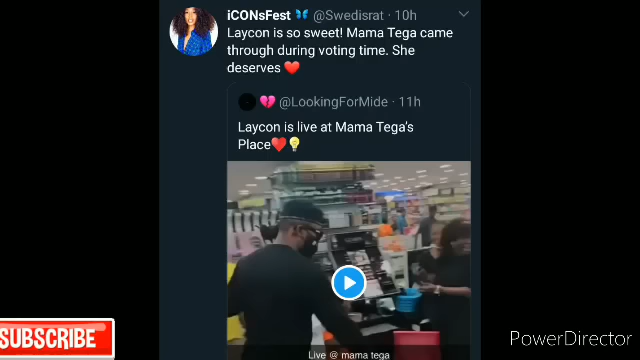 iCONsFest 🦋 @Swedisrat · 10h
Laycon is so sweet! Mama Tega came
through during voting time. She
deserves ❤️
💔 @LookingForMide · 11h
Laycon is live at Mama Tega's
Place❤️💡
Live @ mama tega
SUBSCRIBE
PowerDirector